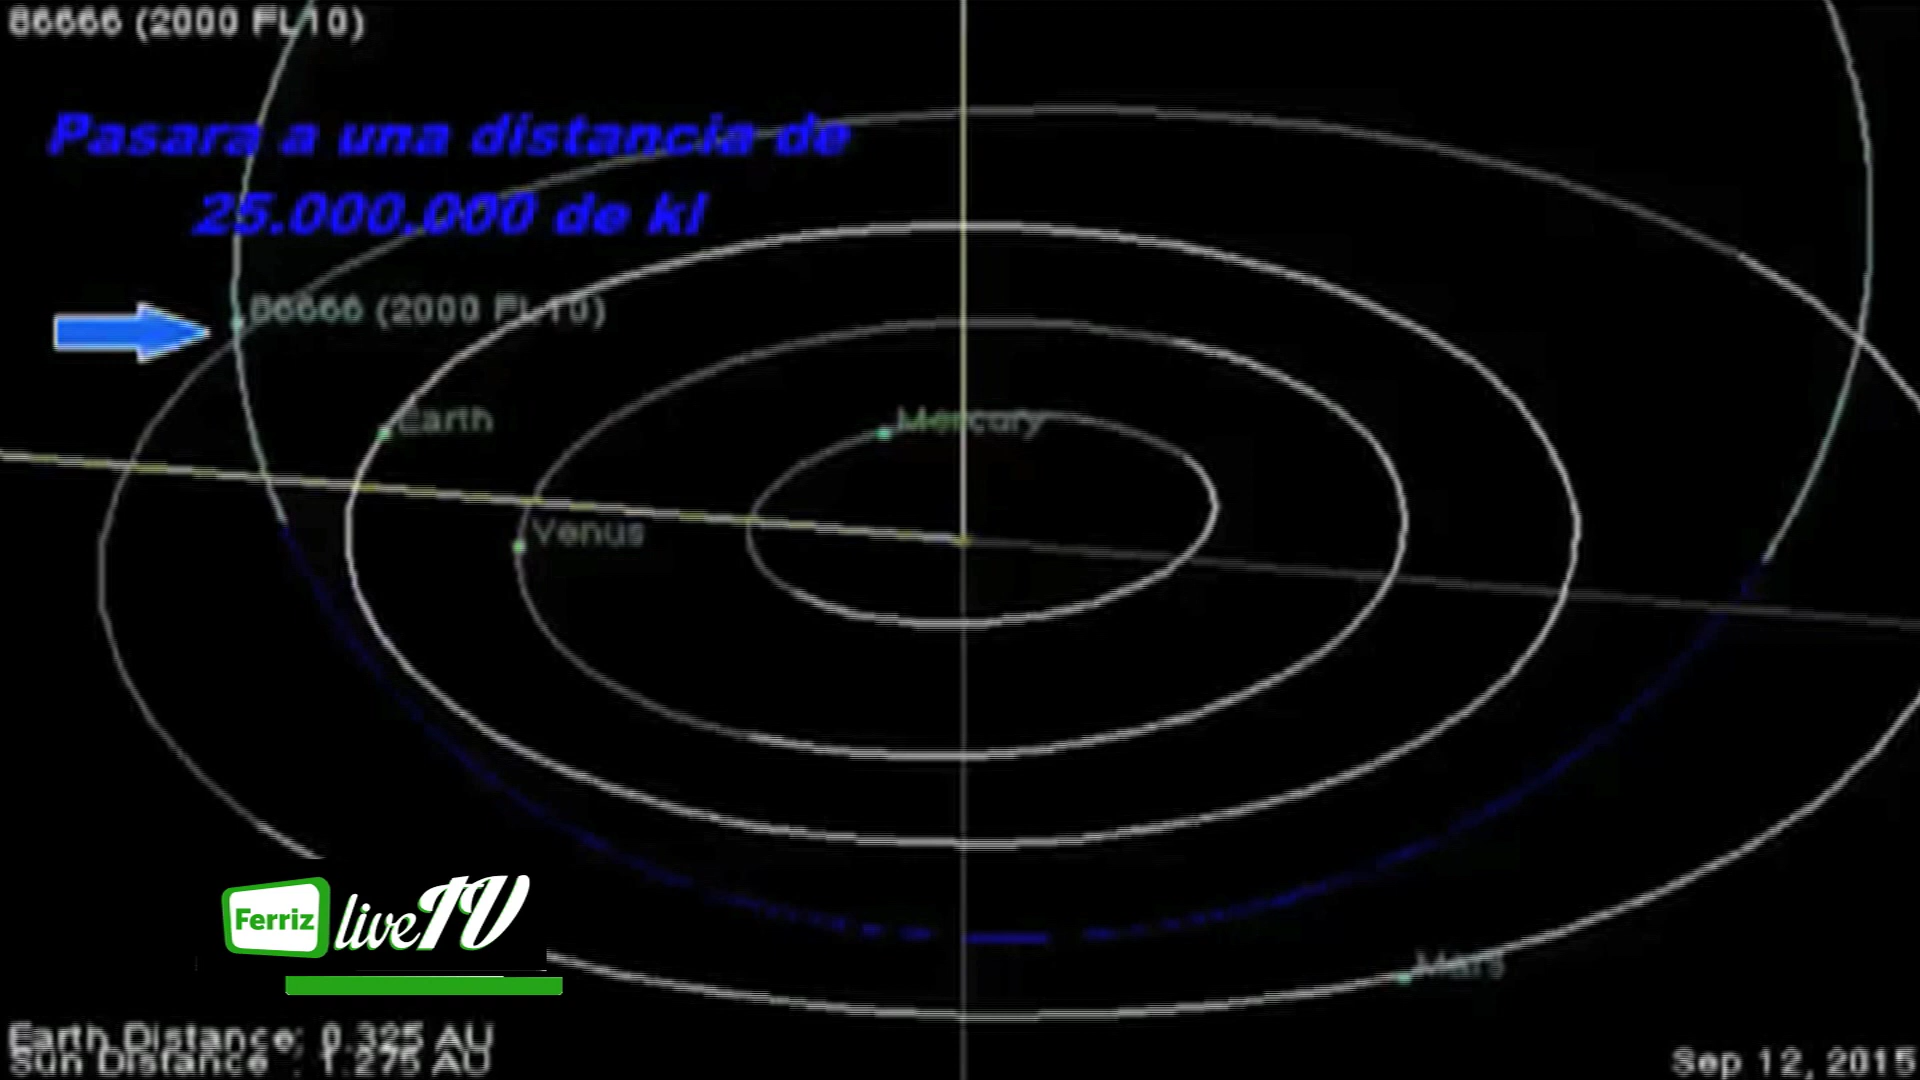 86666 (2000 FL10)
Pasara a una distancia de
25.000.000 de kl
86666 (2000 FL10)
Earth
Mercury
Venus
Ferriz liveTV
Mars
Earth Distance: 0.325 AU
Sun Distance : 1.275 AU
Sep 12, 2015